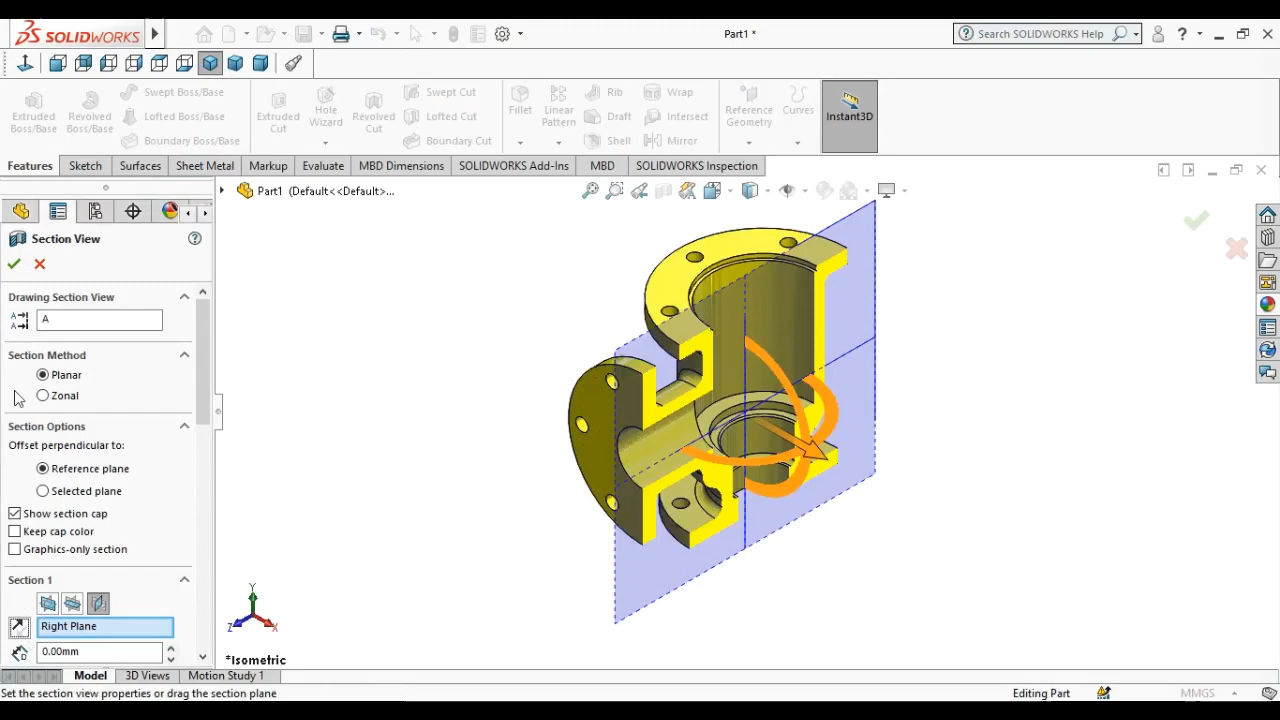 SOLIDWORKS
Part1 *
Search SOLIDWORKS Help
?
Extruded Boss/Base
Revolved Boss/Base
Swept Boss/Base
Lofted Boss/Base
Boundary Boss/Base
Extruded Cut
Hole Wizard
Revolved Cut
Swept Cut
Lofted Cut
Boundary Cut
Fillet
Linear Pattern
Rib
Draft
Shell
Wrap
Intersect
Mirror
Reference Geometry
Curves
Instant3D
Features
Sketch
Surfaces
Sheet Metal
Markup
Evaluate
MBD Dimensions
SOLIDWORKS Add-Ins
MBD
SOLIDWORKS Inspection
Part1 (Default<<Default>...
Section View
?
Drawing Section View
A
Section Method
Planar
Zonal
Section Options
Offset perpendicular to:
Reference plane
Selected plane
Show section cap
Keep cap color
Graphics-only section
Section 1
Right Plane
0.00mm
Y
Z
X
*Isometric
Model
3D Views
Motion Study 1
Set the section view properties or drag the section plane
Editing Part
MMGS